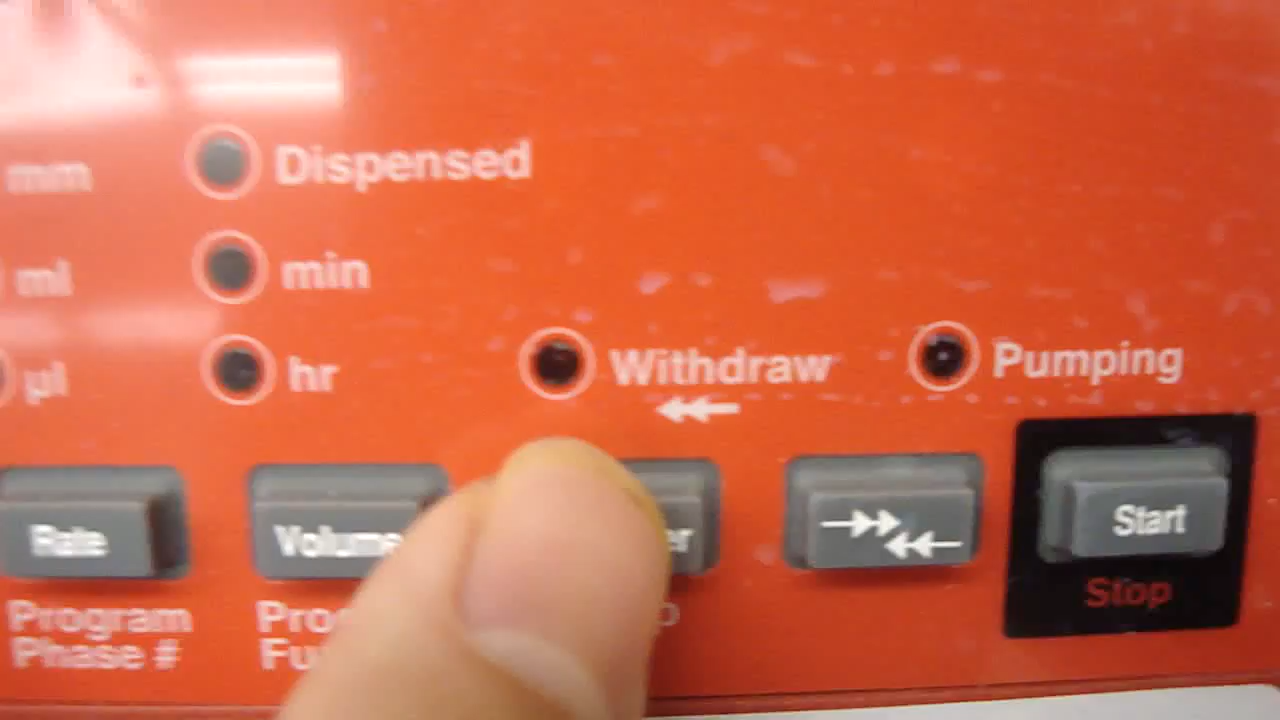 mm
Dispensed
ml
min
µl
hr
Withdraw
Pumping
Rate
Volume
Start
Stop
Program
Phase #